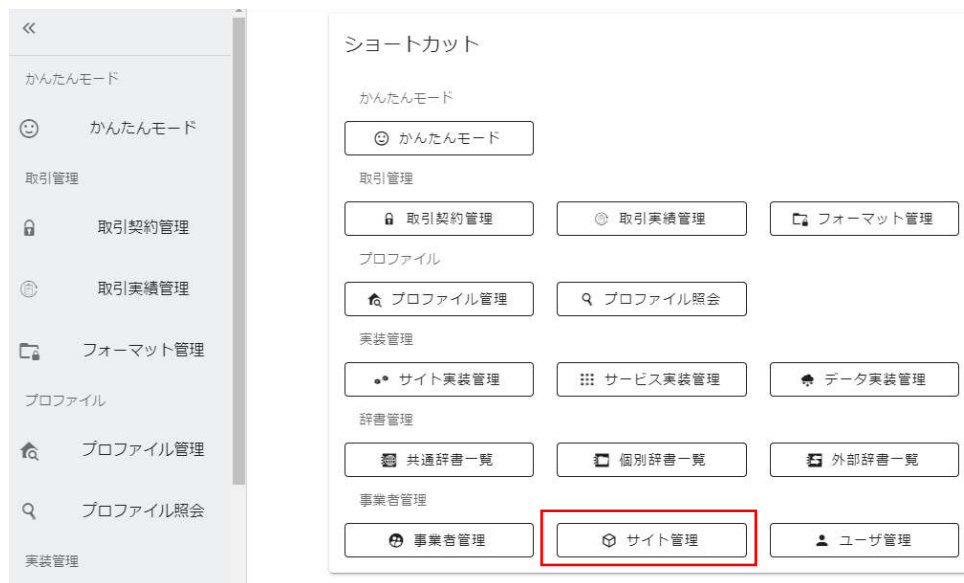 かんたんモード
かんたんモード
取引管理
取引契約管理
取引実績管理
フォーマット管理
プロファイル
プロファイル管理
プロファイル照会
実装管理
ショートカット
かんたんモード
かんたんモード
取引管理
取引契約管理 取引実績管理 フォーマット管理
プロファイル
プロファイル管理 プロファイル照会
実装管理
サイト実装管理 サービス実装管理 データ実装管理
辞書管理
共通辞書一覧 個別辞書一覧 外部辞書一覧
事業者管理
事業者管理 サイト管理 ユーザ管理